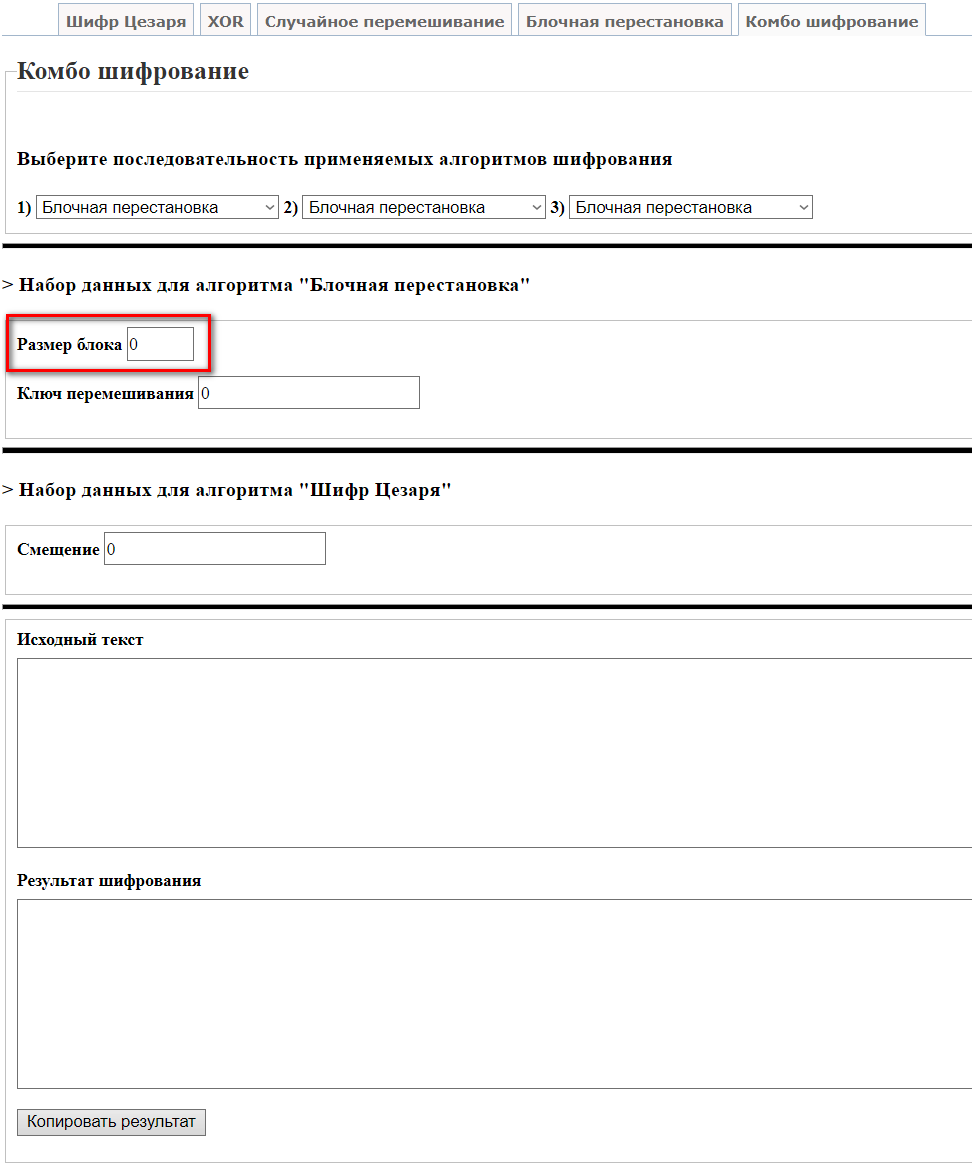 Шифр Цезаря XOR Случайное перемешивание Блочная перестановка Комбо шифрование
Комбо шифрование
Выберите последовательность применяемых алгоритмов шифрования
1) Блочная перестановка 2) Блочная перестановка 3) Блочная перестановка
> Набор данных для алгоритма "Блочная перестановка"
Размер блока 0
Ключ перемешивания 0
> Набор данных для алгоритма "Шифр Цезаря"
Смещение 0
Исходный текст
Результат шифрования
Копировать результат